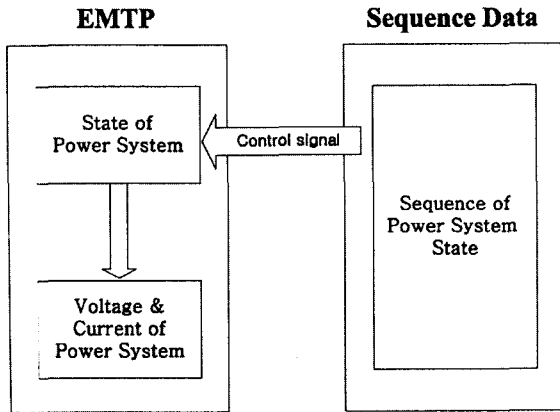 EMTP
Sequence Data
State of
Power System
Control signal
Sequence of
Power System
State
Voltage &
Current of
Power System